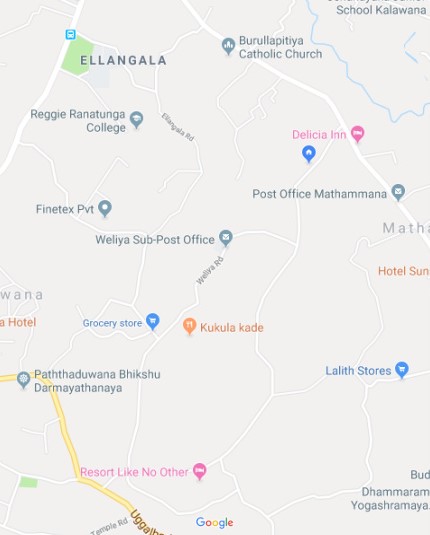 School Kalawana
Burullapitiya
Catholic Church
ELLANGALA
Reggie Ranatunga
College
Ellangala Rd
Delicia Inn
Post Office Mathammana
Finetex Pvt
Weliya Sub-Post Office
Matha
Weliya Rd
Hotel Sun
wana
a Hotel
Grocery store
Kukula kade
Paththaduwana Bhikshu
Darmayathanaya
Lalith Stores
Resort Like No Other
Bud
Dhammaram
Yogashramaya.
Temple Rd
Google